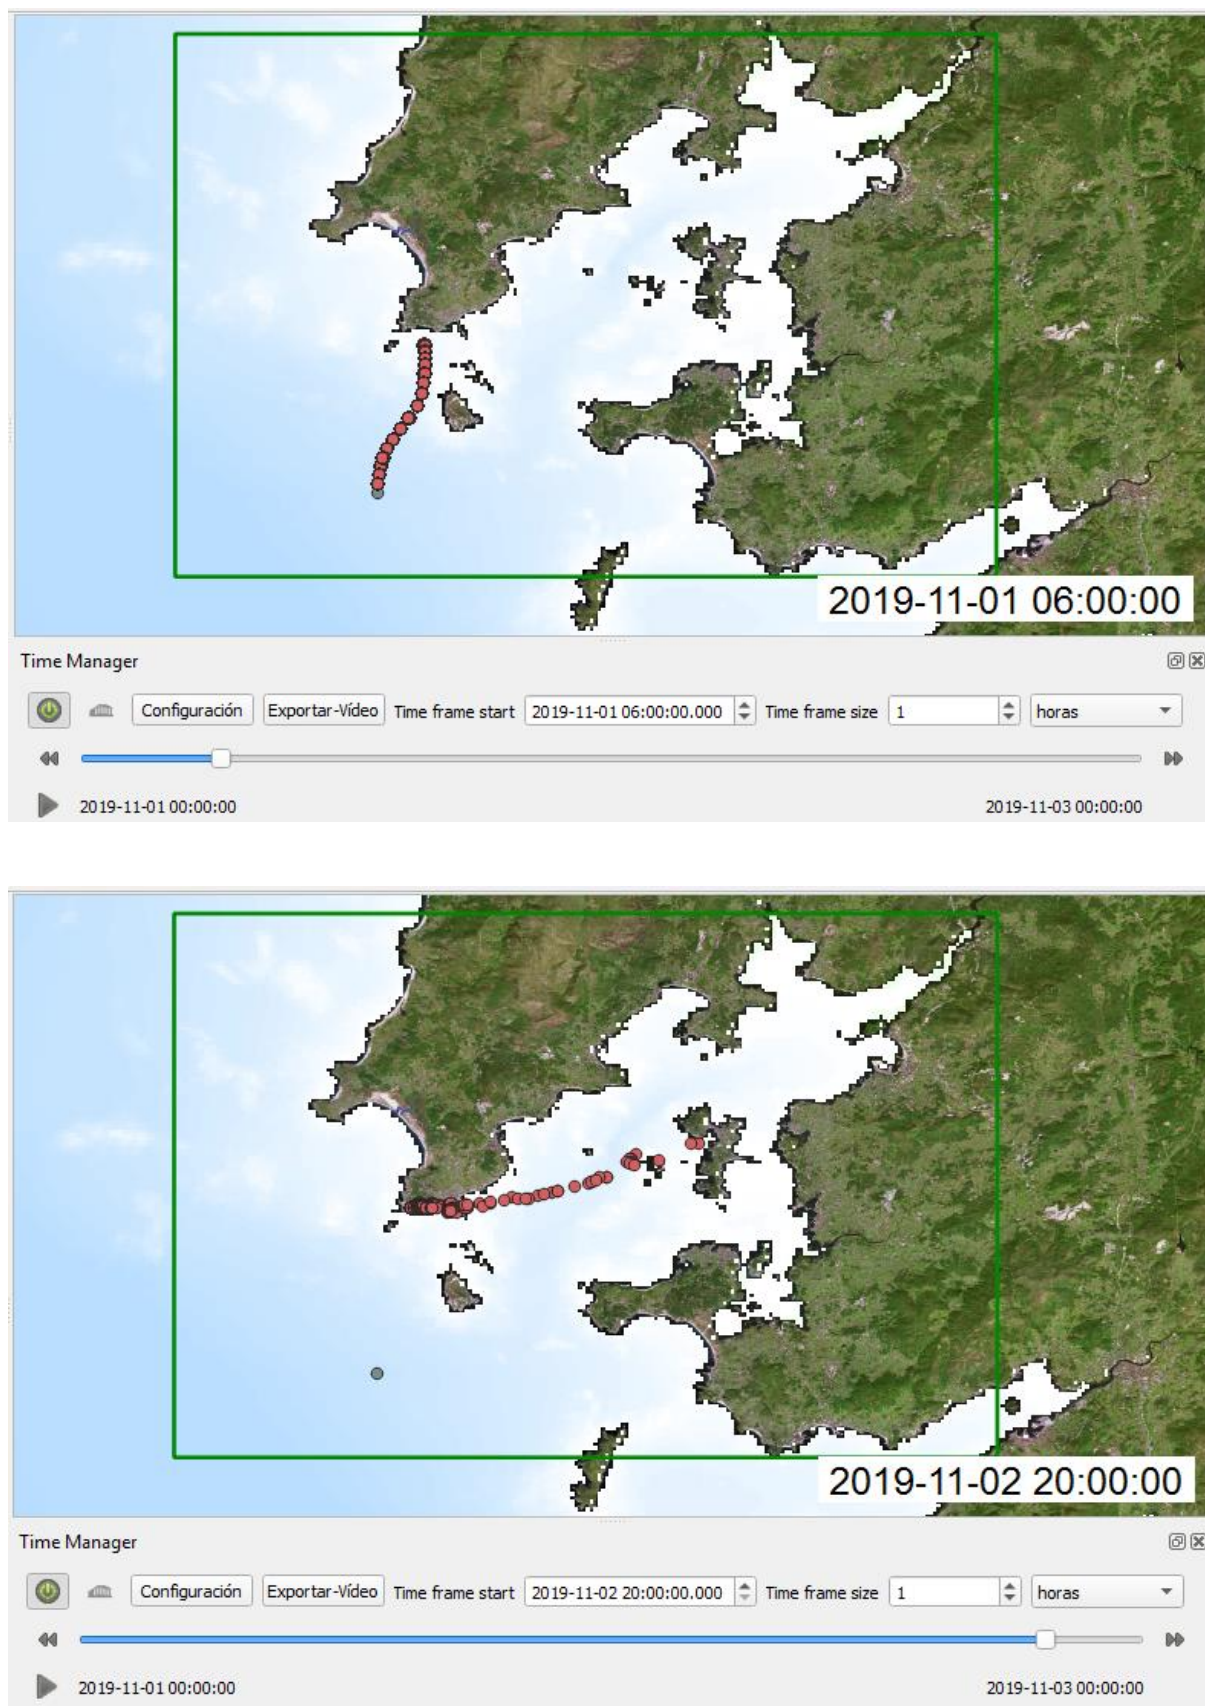 2019-11-01 06:00:00
Time Manager
Configuración Exportar-Vídeo Time frame start 2019-11-01 06:00:00.000 Time frame size 1 horas
2019-11-01 00:00:00 2019-11-03 00:00:00
2019-11-02 20:00:00
Time Manager
Configuración Exportar-Vídeo Time frame start 2019-11-02 20:00:00.000 Time frame size 1 horas
2019-11-01 00:00:00 2019-11-03 00:00:00